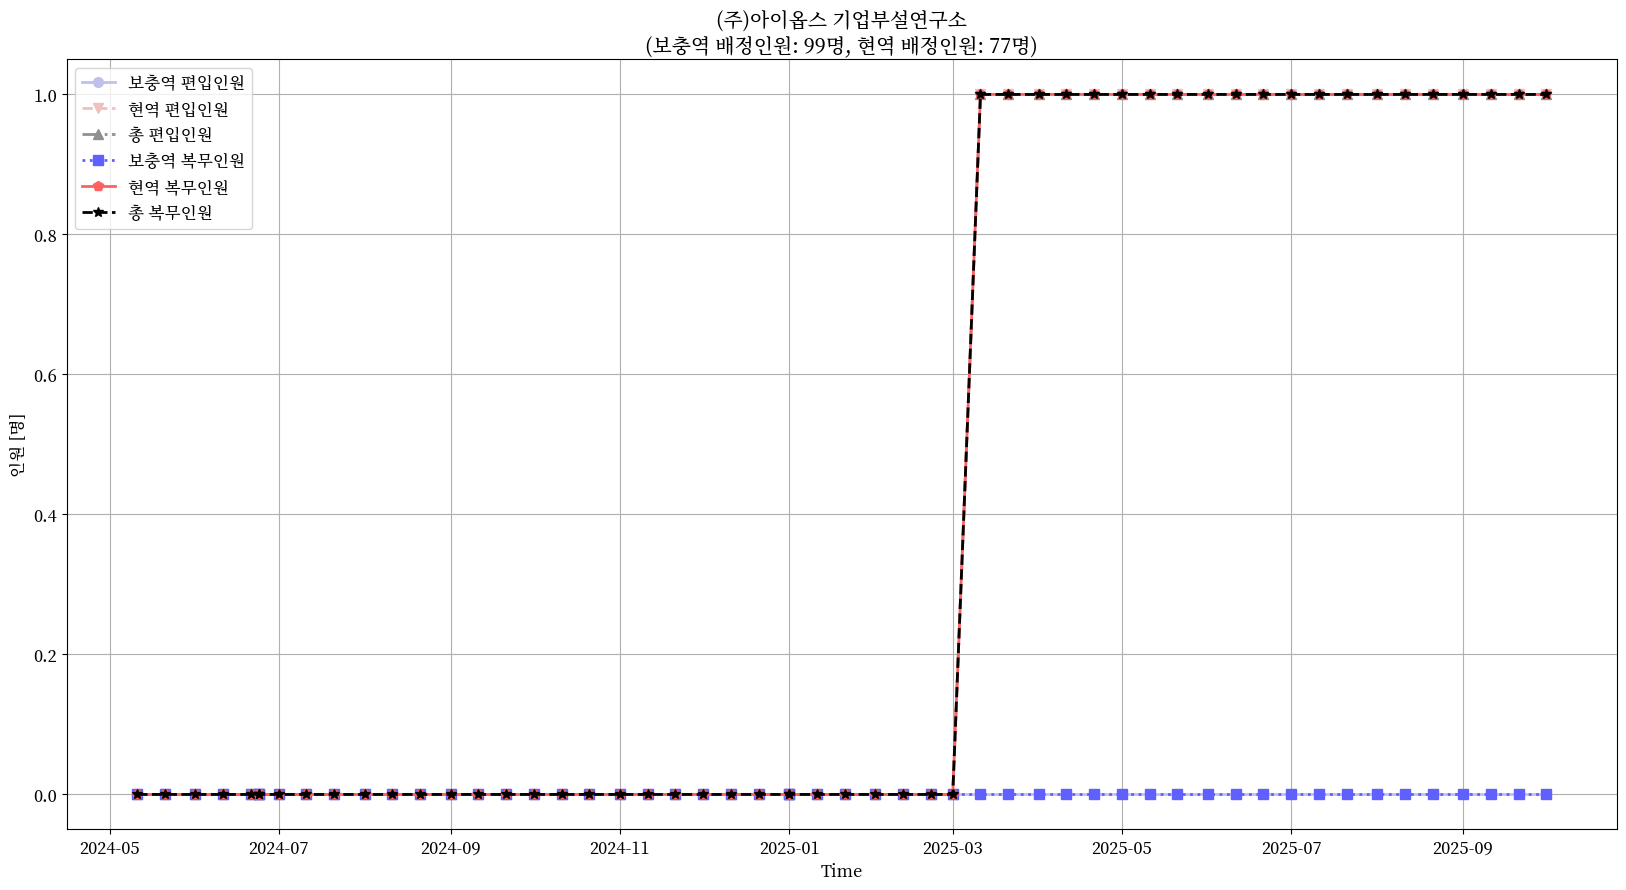 (주)아이옵스 기업부설연구소
(보충역 배정인원: 99명, 현역 배정인원: 77명)
보충역 편입인원
현역 편입인원
총 편입인원
보충역 복무인원
현역 복무인원
총 복무인원
1.0
0.8
0.6
0.4
0.2
0.0
인원 [명]
2024-05 2024-07 2024-09 2024-11 2025-01 2025-03 2025-05 2025-07 2025-09
Time